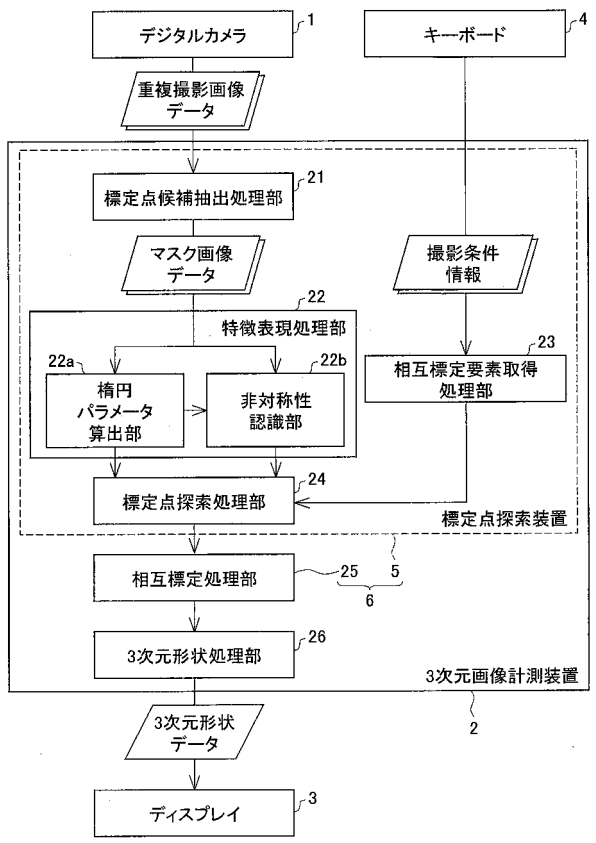 デジタルカメラ
1
キーボード
4
重複撮影画像
データ
標定点候補抽出処理部
21
マスク画像
データ
撮影条件
情報
22
特徴表現処理部
22a
楕円
パラメータ
算出部
22b
非対称性
認識部
23
相互標定要素取得
処理部
24
標定点探索処理部
標定点探索装置
相互標定処理部
25
5
6
3次元形状処理部
26
3次元画像計測装置
2
3次元形状
データ
ディスプレイ
3